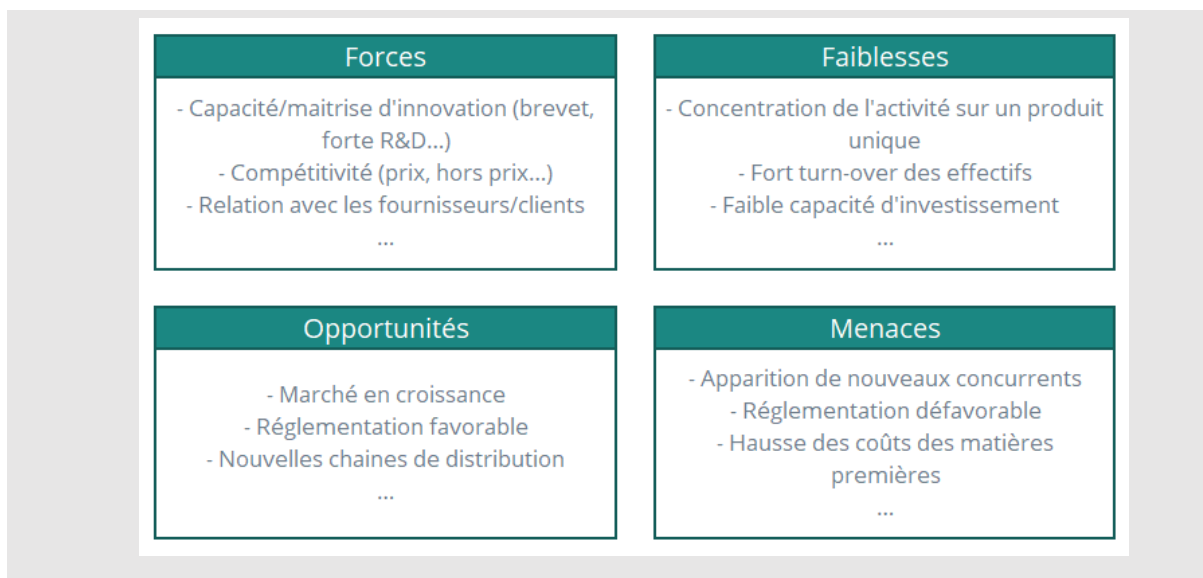 Forces
- Capacité/maitrise d'innovation (brevet,
forte R&D...)
- Compétitivité (prix, hors prix...)
- Relation avec les fournisseurs/clients
...
Faiblesses
- Concentration de l'activité sur un produit
unique
- Fort turn-over des effectifs
- Faible capacité d'investissement
...
Opportunités
- Marché en croissance
- Réglementation favorable
- Nouvelles chaines de distribution
...
Menaces
- Apparition de nouveaux concurrents
- Réglementation défavorable
- Hausse des coûts des matières
premières
...